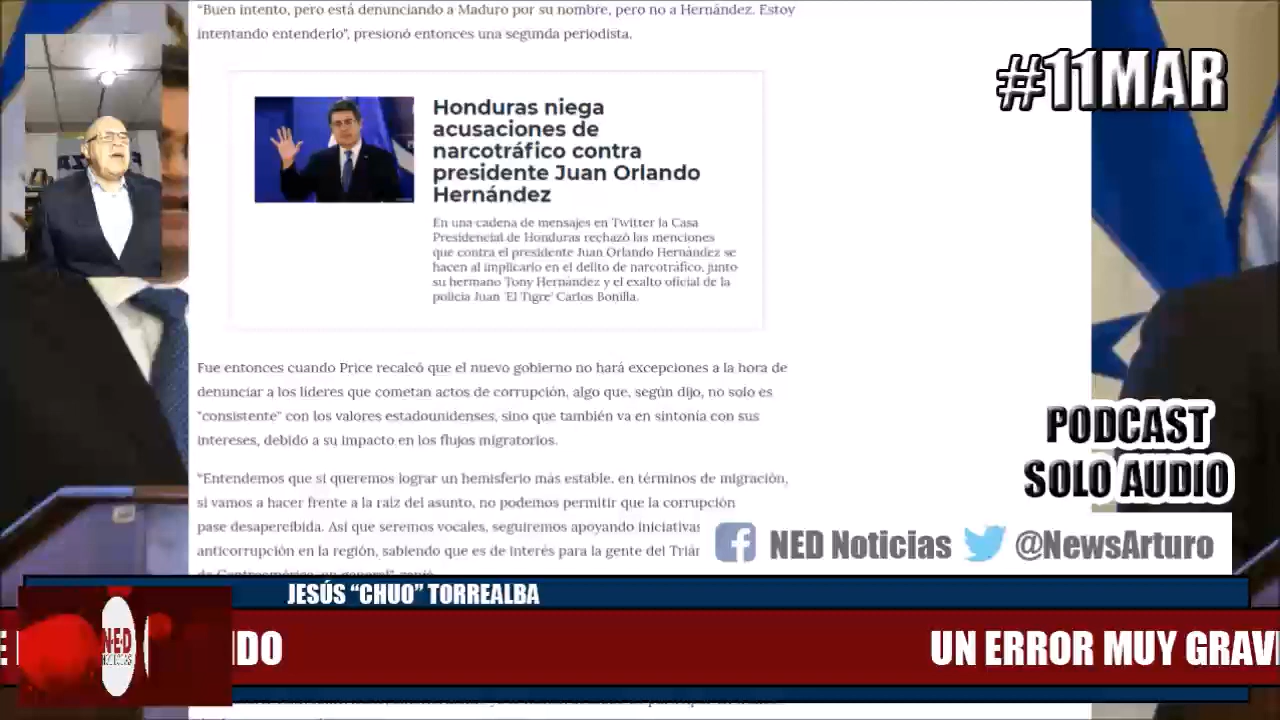 "Buen intento, pero está denunciando a Maduro por su nombre, pero no a Hernández. Estoy
intentando entenderlo", presionó entonces una segunda periodista.
#11MAR
Honduras niega
acusaciones de
narcotráfico contra
presidente Juan Orlando
Hernández
En una cadena de mensajes en Twitter la Casa
Presidencial de Honduras rechazó las menciones
que contra el presidente Juan Orlando Hernández se
hacen al implicarlo en el delito de narcotráfico, junto
su hermano Tony Hernández y el exalto oficial de la
policía Juan 'El Tigre' Carlos Bonilla.
Fue entonces cuando Price recalcó que el nuevo gobierno no hará excepciones a la hora de
denunciar a los líderes que cometan actos de corrupción, algo que, según dijo, no solo es
"consistente" con los valores estadounidenses, sino que también va en sintonía con sus
intereses, debido a su impacto en los flujos migratorios.
"Entendemos que si queremos lograr un hemisferio más estable, en términos de migración,
si vamos a hacer frente a la raíz del asunto, no podemos permitir que la corrupción
pase desapercibida. Así que seremos vocales, seguiremos apoyando iniciativas
anticorrupción en la región, sabiendo que es de interés para la gente del Trián
PODCAST
SOLO AUDIO
NED Noticias @NewsArturo
JESÚS "CHUO" TORREALBA
NED
NOTICIAS
DO
UN ERROR MUY GRAVE